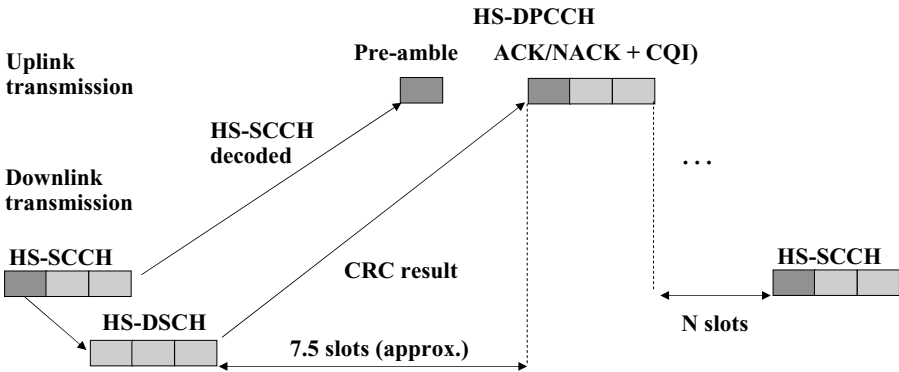 HS-DPCCH
Pre-amble
ACK/NACK + CQI)
Uplink
transmission
HS-SCCH
decoded
. . .
Downlink
transmission
HS-SCCH
CRC result
HS-SCCH
HS-DSCH
N slots
7.5 slots (approx.)